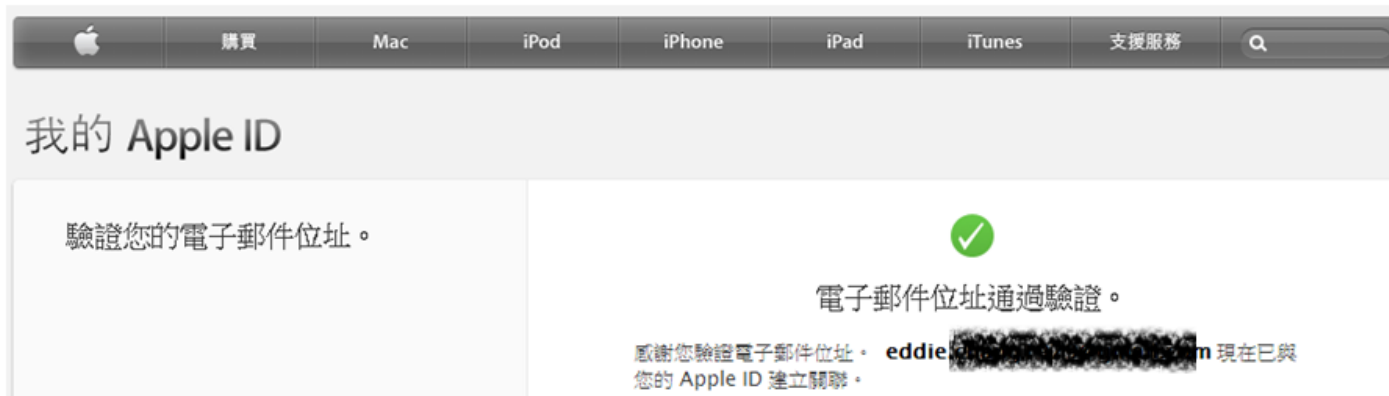 購買 Mac iPod iPhone iPad iTunes 支援服務
我的 Apple ID
驗證您的電子郵件位址。
電子郵件位址通過驗證。
感謝您驗證電子郵件位址。 eddie. m 現在已與
您的 Apple ID 建立關聯。